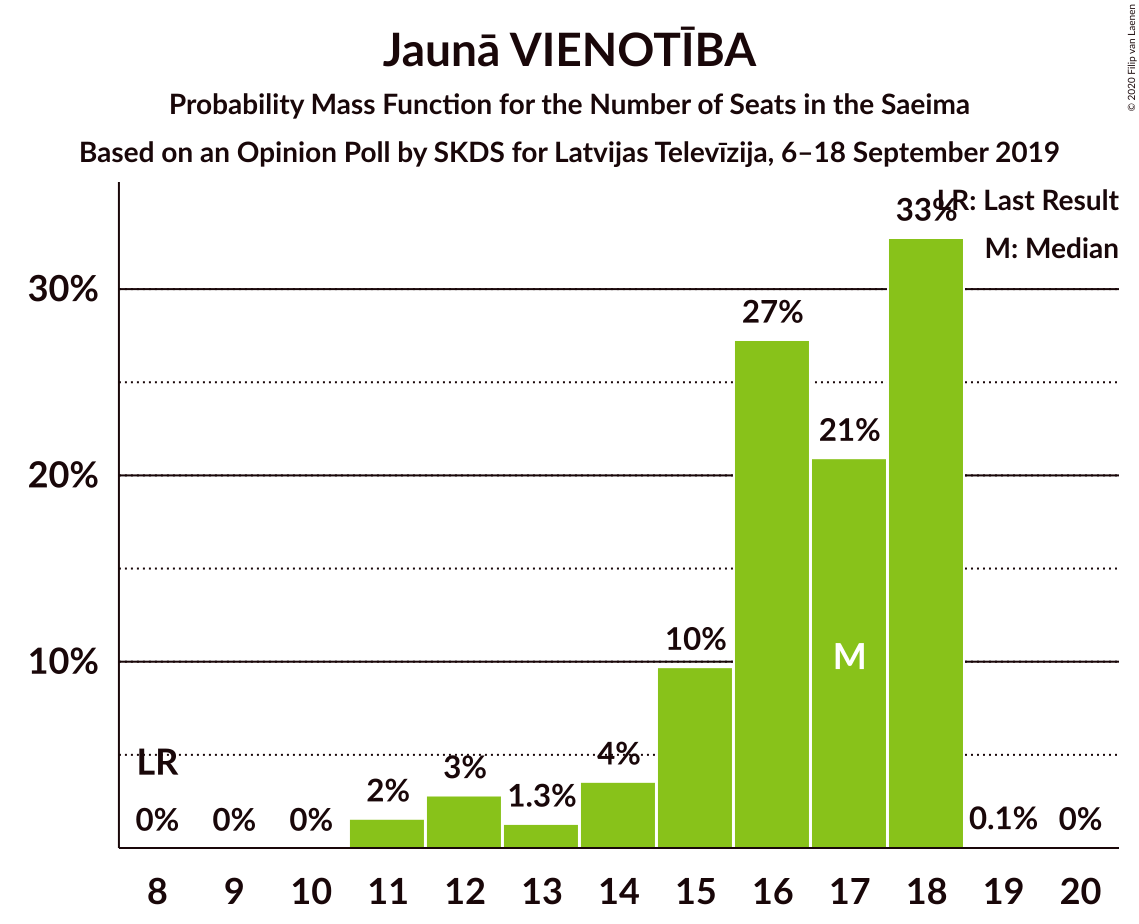 Jaunā VIENOTĪBA
Probability Mass Function for the Number of Seats in the Saeima
Based on an Opinion Poll by SKDS for Latvijas Televīzija, 6–18 September 2019
© 2020 Filip van Laenen
LR: Last Result
M: Median
33%
30%
27%
21%
20%
10%
10%
M
LR
4%
3%
2%
1.3%
0% 0% 0% 0.1% 0%
8 9 10 11 12 13 14 15 16 17 18 19 20